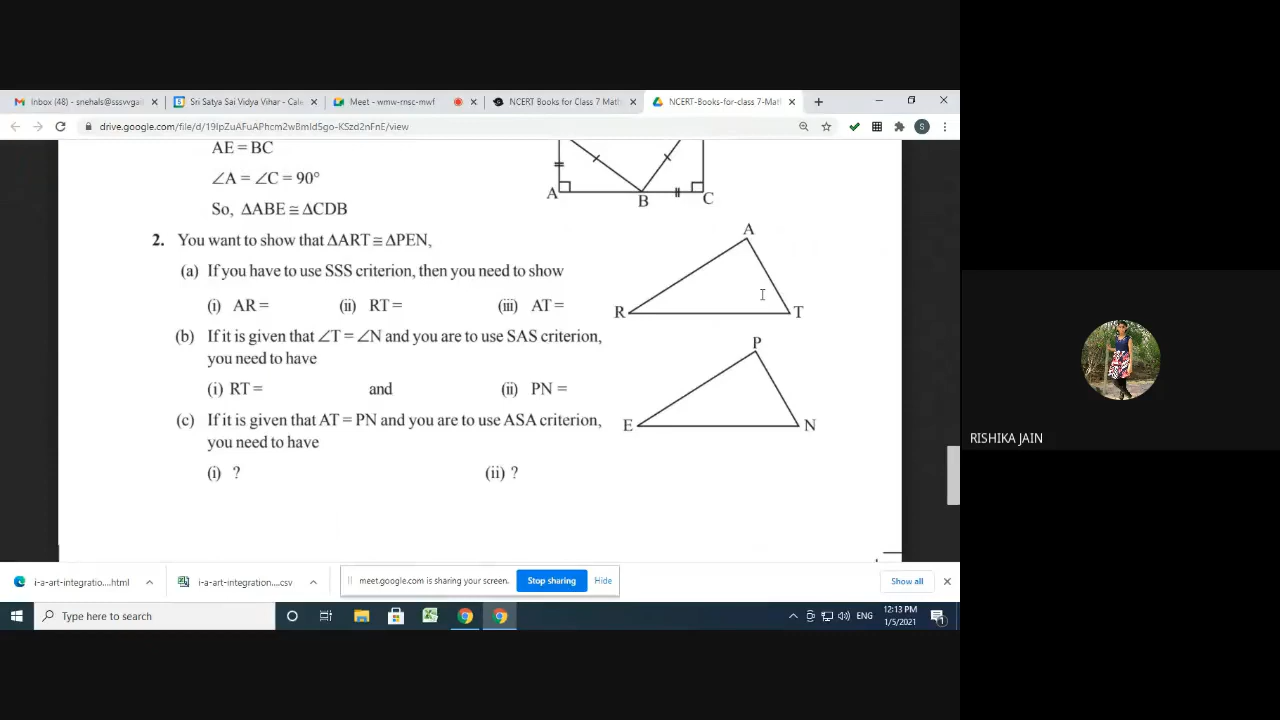 Inbox (48) - snehals@sssvvga
Sri Satya Sai Vidya Vihar - Cale
Meet - wmw-rnsc-mwf
NCERT Books for Class 7 Math
NCERT-Books-for-class 7-Mat
drive.google.com/file/d/19IpZuAFuAPhcm2wBmId5go-KSzd2nFnE/view
S
AE = BC
∠A = ∠C = 90°
So, ΔABE ≅ ΔCDB
A
B
C
2. You want to show that ΔART ≅ ΔPEN,
(a) If you have to use SSS criterion, then you need to show
(i) AR = (ii) RT = (iii) AT =
(b) If it is given that ∠T = ∠N and you are to use SAS criterion,
you need to have
(i) RT = and (ii) PN =
(c) If it is given that AT = PN and you are to use ASA criterion,
you need to have
(i) ? (ii) ?
A
R
T
P
E
N
RISHIKA JAIN
i-a-art-integratio....html
i-a-art-integration....csv
meet.google.com is sharing your screen.
Stop sharing
Hide
Show all
Type here to search
ENG
12:13 PM
1/5/2021
1